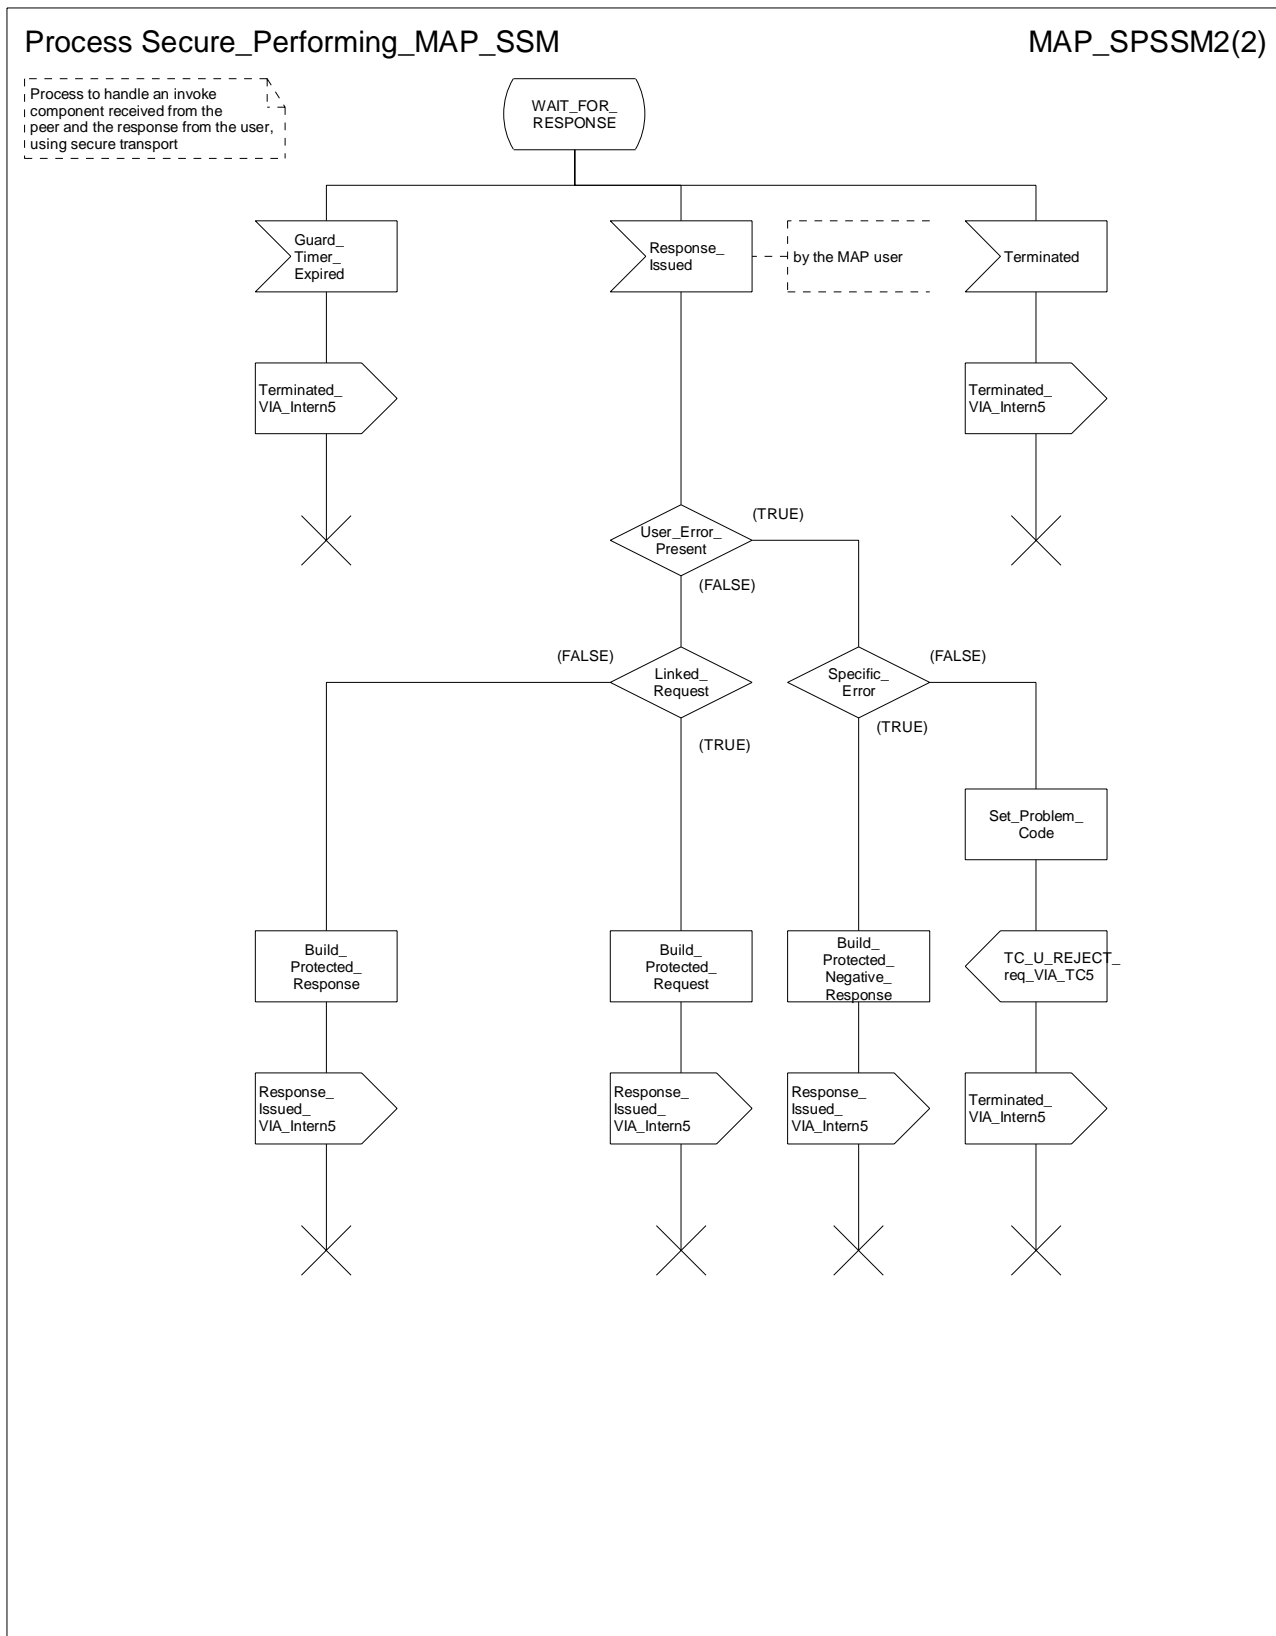 Process Secure_Performing_MAP_SSM
MAP_SPSSM2(2)
Process to handle an invoke
component received from the
peer and the response from the user,
using secure transport
WAIT_FOR_
RESPONSE
Guard_
Timer_
Expired
Response_
Issued
by the MAP user
Terminated
Terminated_
VIA_Intern5
Terminated_
VIA_Intern5
User_Error_
Present
(TRUE)
(FALSE)
(FALSE)
Linked_
Request
(TRUE)
Specific_
Error
(FALSE)
(TRUE)
Set_Problem_
Code
Build_
Protected_
Response
Build_
Protected_
Request
Build_
Protected_
Negative_
Response
TC_U_REJECT_
req_VIA_TC5
Response_
Issued_
VIA_Intern5
Response_
Issued_
VIA_Intern5
Response_
Issued_
VIA_Intern5
Terminated_
VIA_Intern5